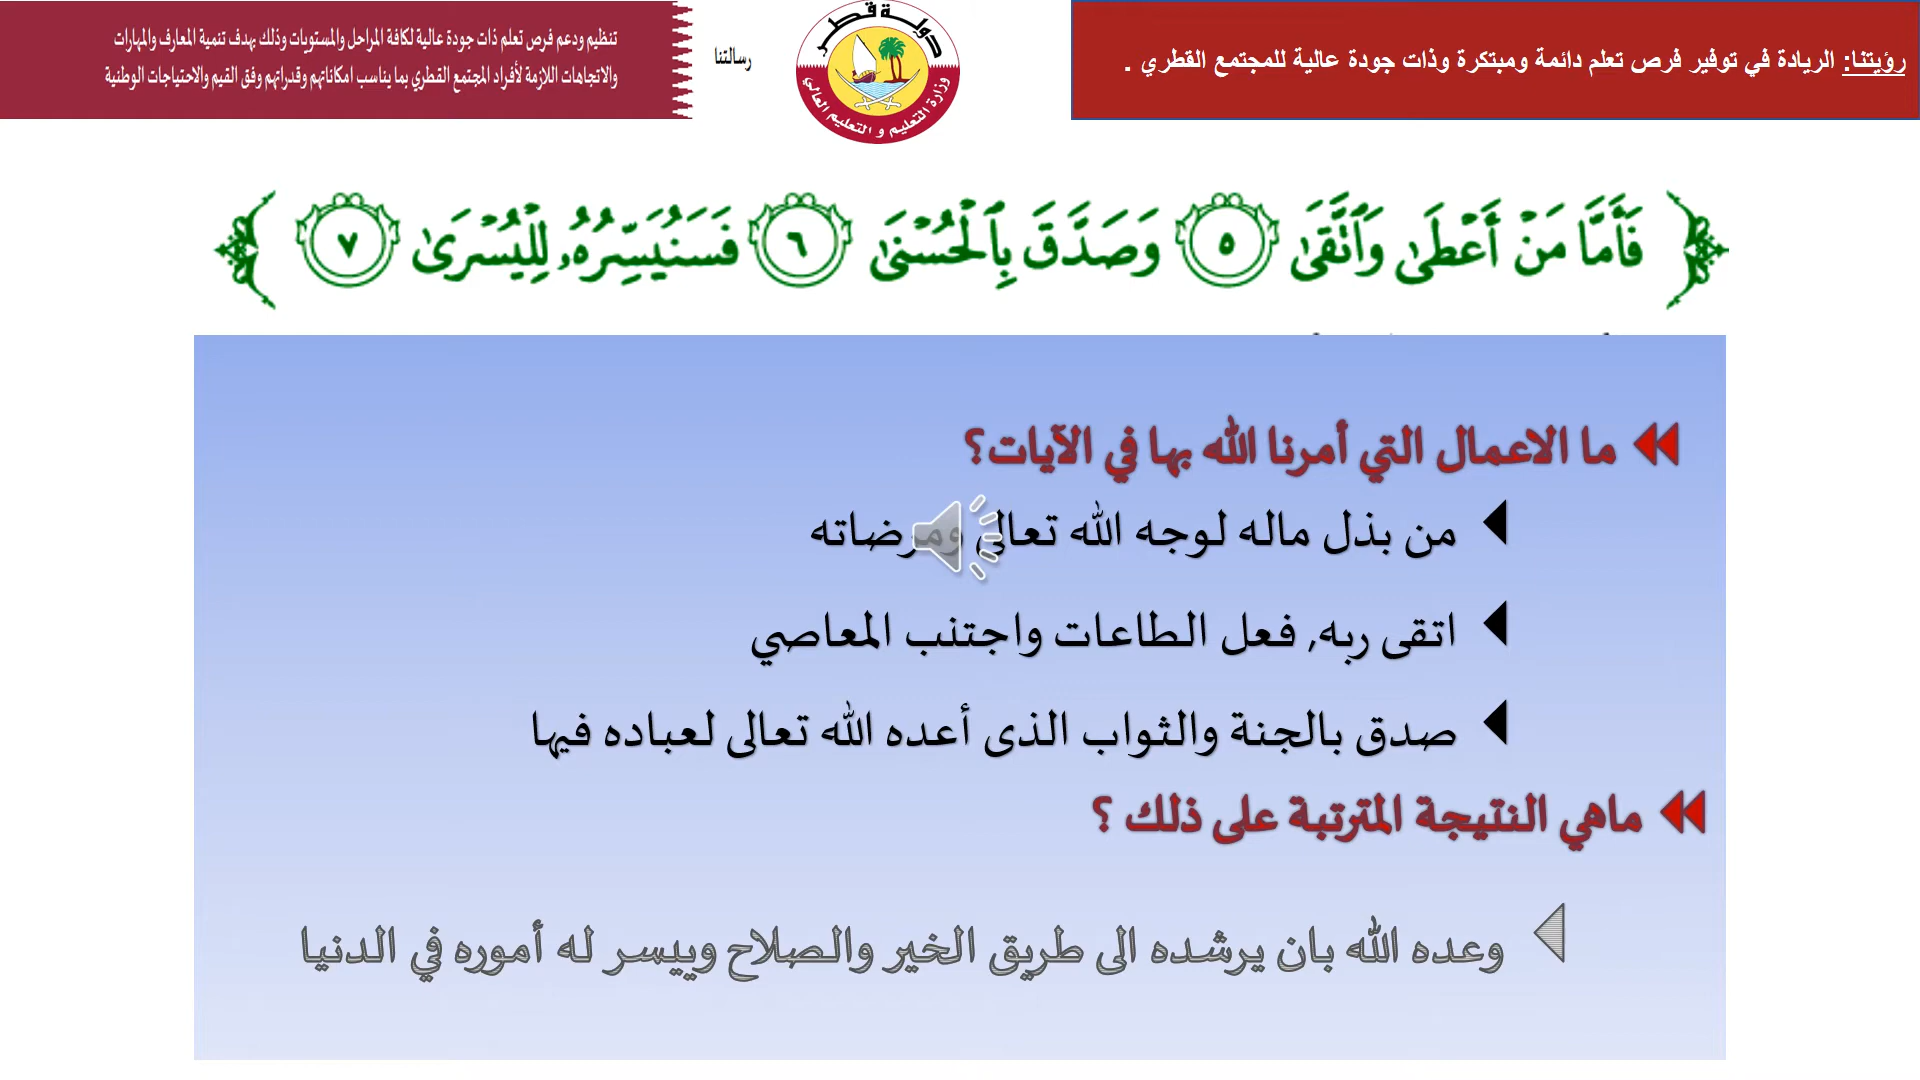 رؤيتنا: الريادة في توفير فرص تعلم دائمة ومبتكرة وذات جودة عالية للمجتمع القطري .
دولة قطر
وزارة التعليم و التعليم العالي
رسالتنا
تنظيم ودعم فرص تعلم ذات جودة عالية لكافة المراحل والمستويات وذلك بهدف تنمية المعارف والمهارات
والاتجاهات اللازمة لأفراد المجتمع القطري بما يناسب امكاناتهم وقدراتهم وفق القيم والاحتياجات الوطنية
فَأَمَّا مَنْ أَعْطَىٰ وَٱتَّقَىٰ ٥ وَصَدَّقَ بِٱلْحُسْنَىٰ ٦ فَسَنُيَسِّرُهُۥ لِلْيُسْرَىٰ ٧
ما الاعمال التي أمرنا الله بها في الآيات؟
من بذل ماله لوجه الله تعالى ومرضاته
اتقى ربه, فعل الطاعات واجتنب المعاصي
صدق بالجنة والثواب الذى أعده الله تعالى لعباده فيها
ماهي النتيجة المترتبة على ذلك ؟
وعده الله بان يرشده الى طريق الخير والصلاح وييسر له أموره في الدنيا